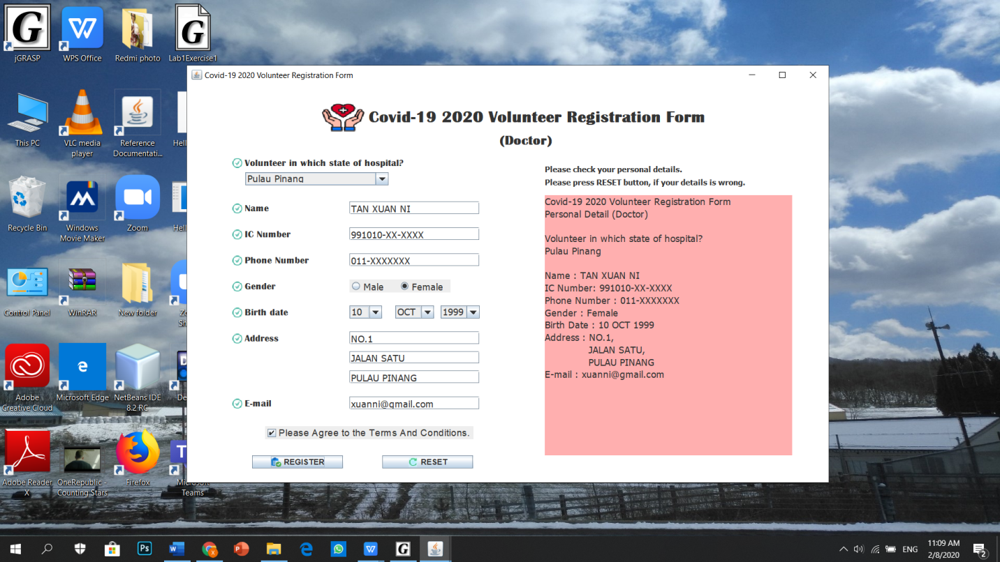 jGRASP
WPS Office
Redmi photo
Lab1Exercise1
This PC
VLC media player
Reference Documentati...
Hell
Recycle Bin
Windows Movie Maker
Zoom
Hell
Control Panel
WinRAR
New folder
Adobe Creative Cloud
Microsoft Edge
NetBeans IDE 8.2 RC
Adobe Reader X
OneRepublic - Counting Stars
Firefox
Teams
Covid-19 2020 Volunteer Registration Form
Covid-19 2020 Volunteer Registration Form
(Doctor)
Volunteer in which state of hospital?
Pulau Pinang
Name TAN XUAN NI
IC Number 991010-XX-XXXX
Phone Number 011-XXXXXXX
Gender Male Female
Birth date 10 OCT 1999
Address NO.1
JALAN SATU
PULAU PINANG
E-mail xuanni@gmail.com
Please Agree to the Terms And Conditions.
REGISTER RESET
Please check your personal details.
Please press RESET button, if your details is wrong.
Covid-19 2020 Volunteer Registration Form
Personal Detail (Doctor)
Volunteer in which state of hospital?
Pulau Pinang
Name : TAN XUAN NI
IC Number: 991010-XX-XXXX
Phone Number : 011-XXXXXXX
Gender : Female
Birth Date : 10 OCT 1999
Address : NO.1,
JALAN SATU,
PULAU PINANG
E-mail : xuanni@gmail.com
ENG
11:09 AM
2/8/2020
2